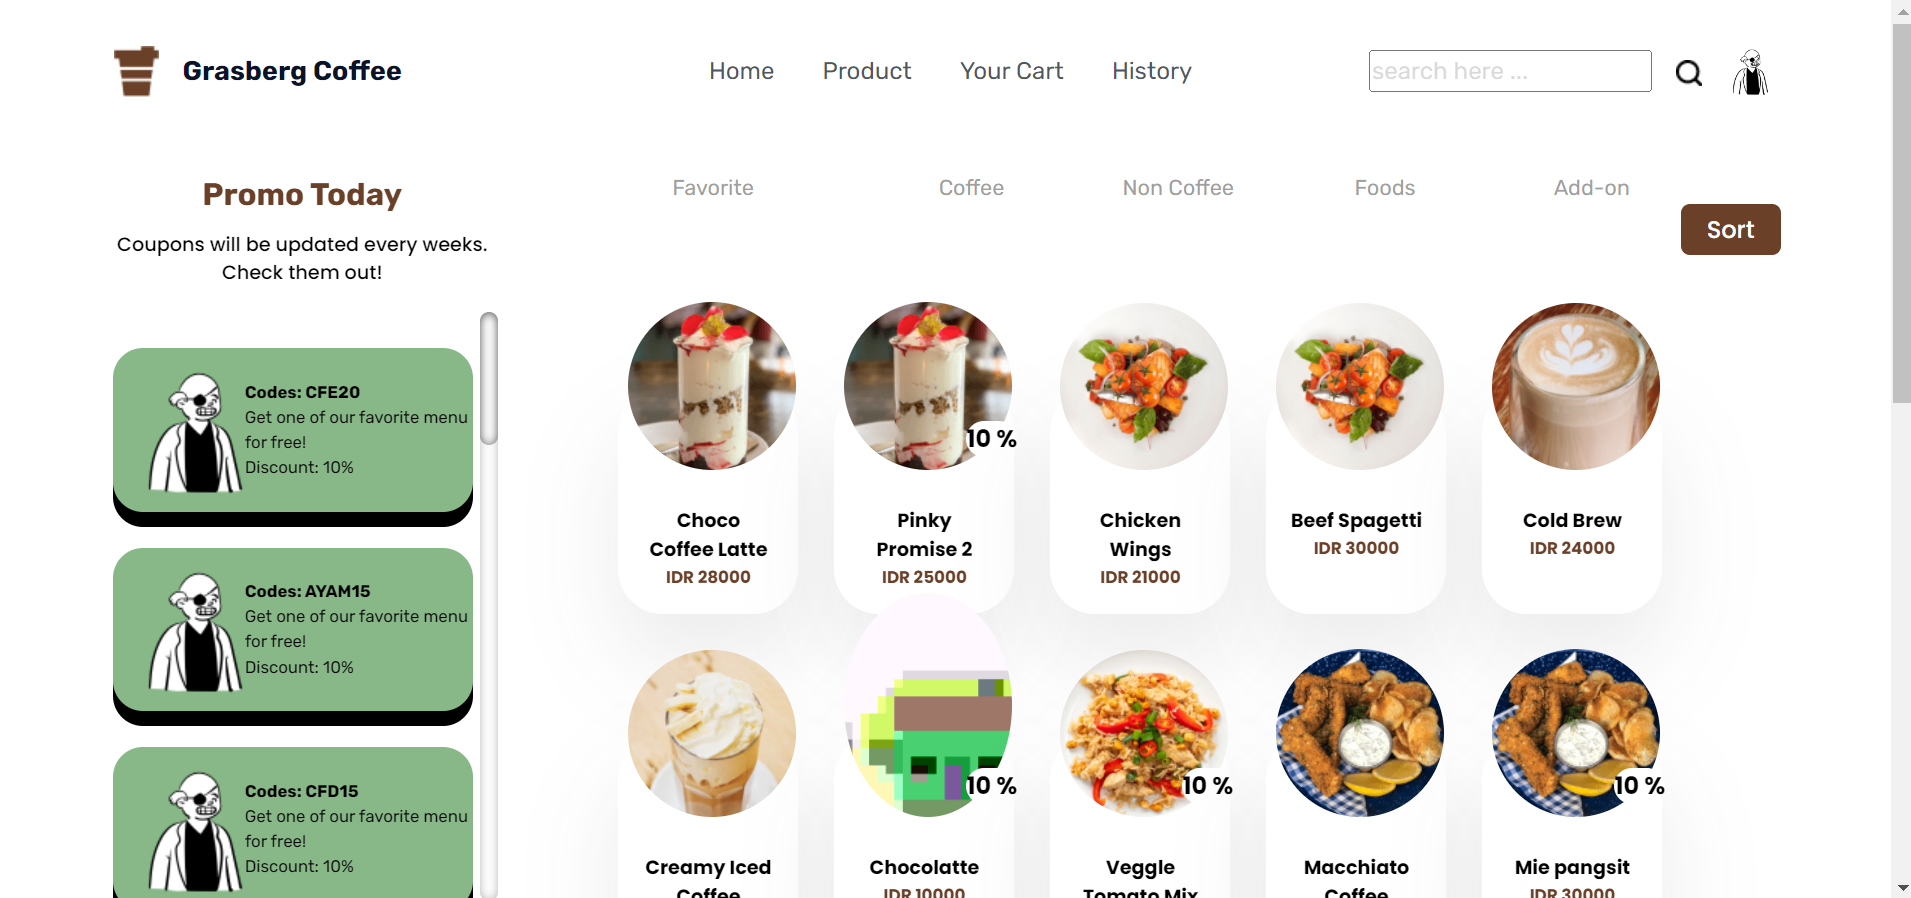 Grasberg Coffee
Home
Product
Your Cart
History
search here ...
Promo Today
Coupons will be updated every weeks.
Check them out!
Codes: CFE20
Get one of our favorite menu
for free!
Discount: 10%
Codes: AYAM15
Get one of our favorite menu
for free!
Discount: 10%
Codes: CFD15
Get one of our favorite menu
for free!
Discount: 10%
Favorite
Coffee
Non Coffee
Foods
Add-on
Sort
Choco
Coffee Latte
IDR 28000
10 %
Pinky
Promise 2
IDR 25000
Chicken
Wings
IDR 21000
Beef Spagetti
IDR 30000
Cold Brew
IDR 24000
Creamy Iced
Coffee
10 %
Chocolatte
IDR 10000
10 %
Veggle
Tomato Mix
Macchiato
Coffee
10 %
Mie pangsit
IDR 30000